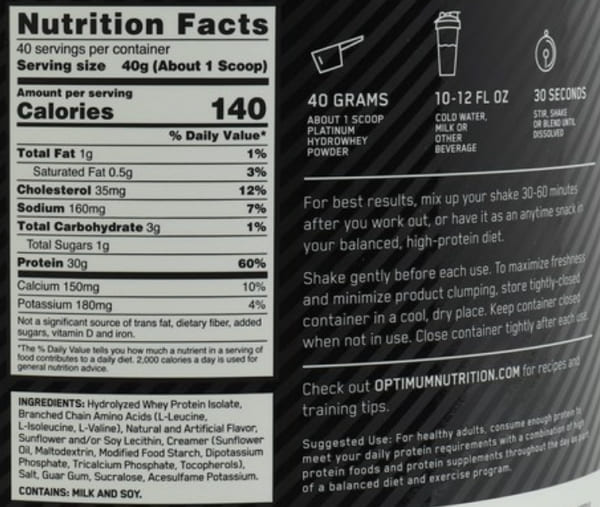 Nutrition Facts
40 servings per container
Serving size 40g (About 1 Scoop)
Amount per serving
Calories 140
% Daily Value*
Total Fat 1g 1%
Saturated Fat 0.5g 3%
Cholesterol 35mg 12%
Sodium 160mg 7%
Total Carbohydrate 3g 1%
Total Sugars 1g
Protein 30g 60%
Calcium 150mg 10%
Potassium 180mg 4%
Not a significant source of trans fat, dietary fiber, added
sugars, vitamin D and iron.
*The % Daily Value tells you how much a nutrient in a serving of
food contributes to a daily diet. 2,000 calories a day is used for
general nutrition advice.
INGREDIENTS: Hydrolyzed Whey Protein Isolate,
Branched Chain Amino Acids (L-Leucine,
L-Isoleucine, L-Valine), Natural and Artificial Flavor,
Sunflower and/or Soy Lecithin, Creamer (Sunflower
Oil, Maltodextrin, Modified Food Starch, Dipotassium
Phosphate, Tricalcium Phosphate, Tocopherols),
Salt, Guar Gum, Sucralose, Acesulfame Potassium.
CONTAINS: MILK AND SOY.
40 GRAMS
ABOUT 1 SCOOP
PLATINUM
HYDROWHEY
POWDER
10-12 FL OZ
COLD WATER,
MILK OR
OTHER
BEVERAGE
30 SECONDS
STIR, SHAKE
OR BLEND UNTIL
DISSOLVED
For best results, mix up your shake 30-60 minutes
after you work out, or have it as an anytime snack in
your balanced, high-protein diet.
Shake gently before each use. To maximize freshness
and minimize product clumping, store tightly-closed
container in a cool, dry place. Keep container closed
when not in use. Close container tightly after each use.
Check out OPTIMUMNUTRITION.COM for recipes and
training tips.
Suggested Use: For healthy adults, consume enough protein to
meet your daily protein requirements with a combination of high
protein foods and protein supplements throughout the day as part
of a balanced diet and exercise program.